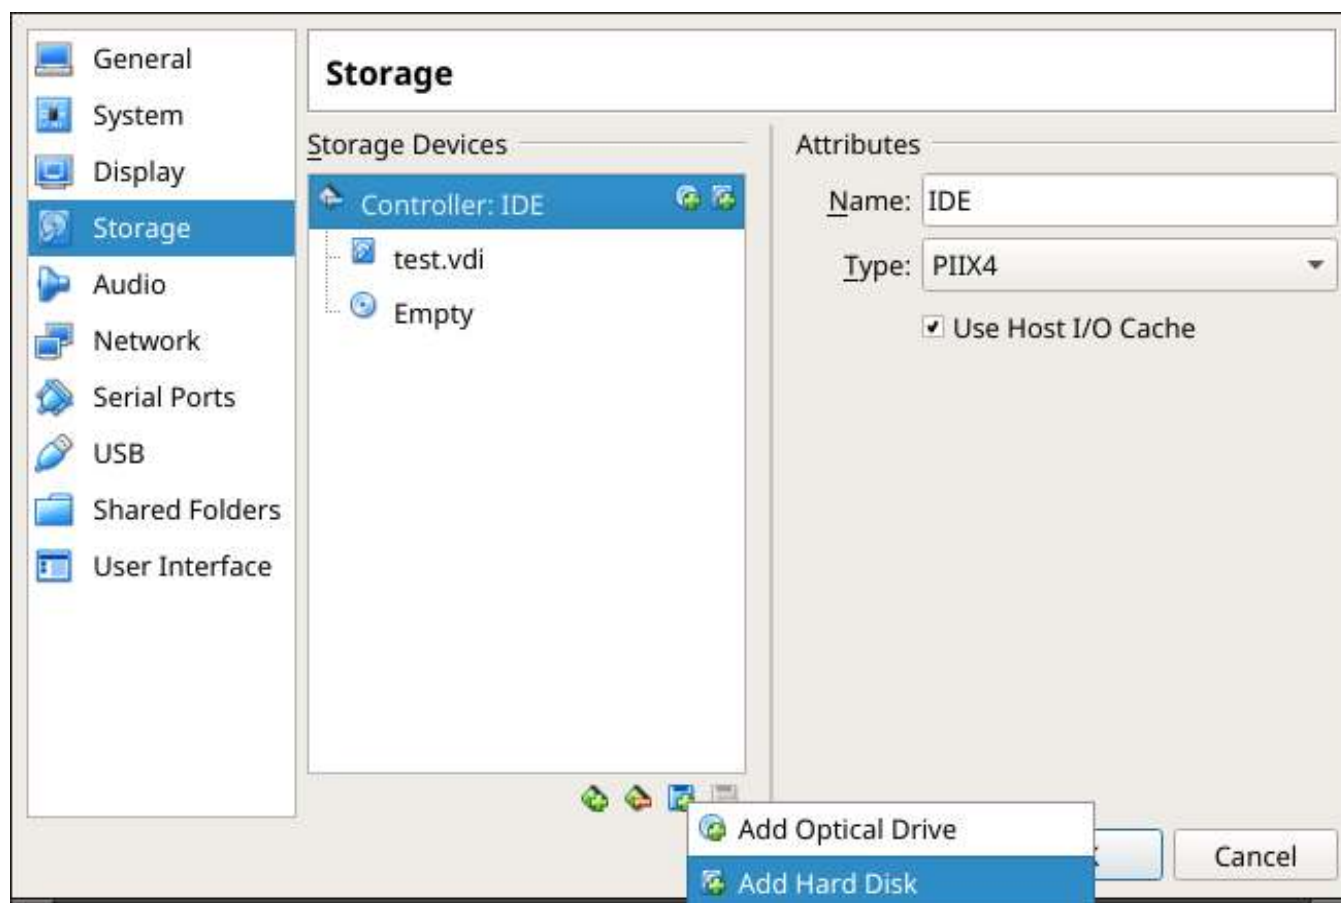 General
System
Display
Storage
Audio
Network
Serial Ports
USB
Shared Folders
User Interface
Storage
Storage Devices
Controller: IDE
test.vdi
Empty
Attributes
Name: IDE
Type: PIIX4
Use Host I/O Cache
Add Optical Drive
Add Hard Disk
Cancel